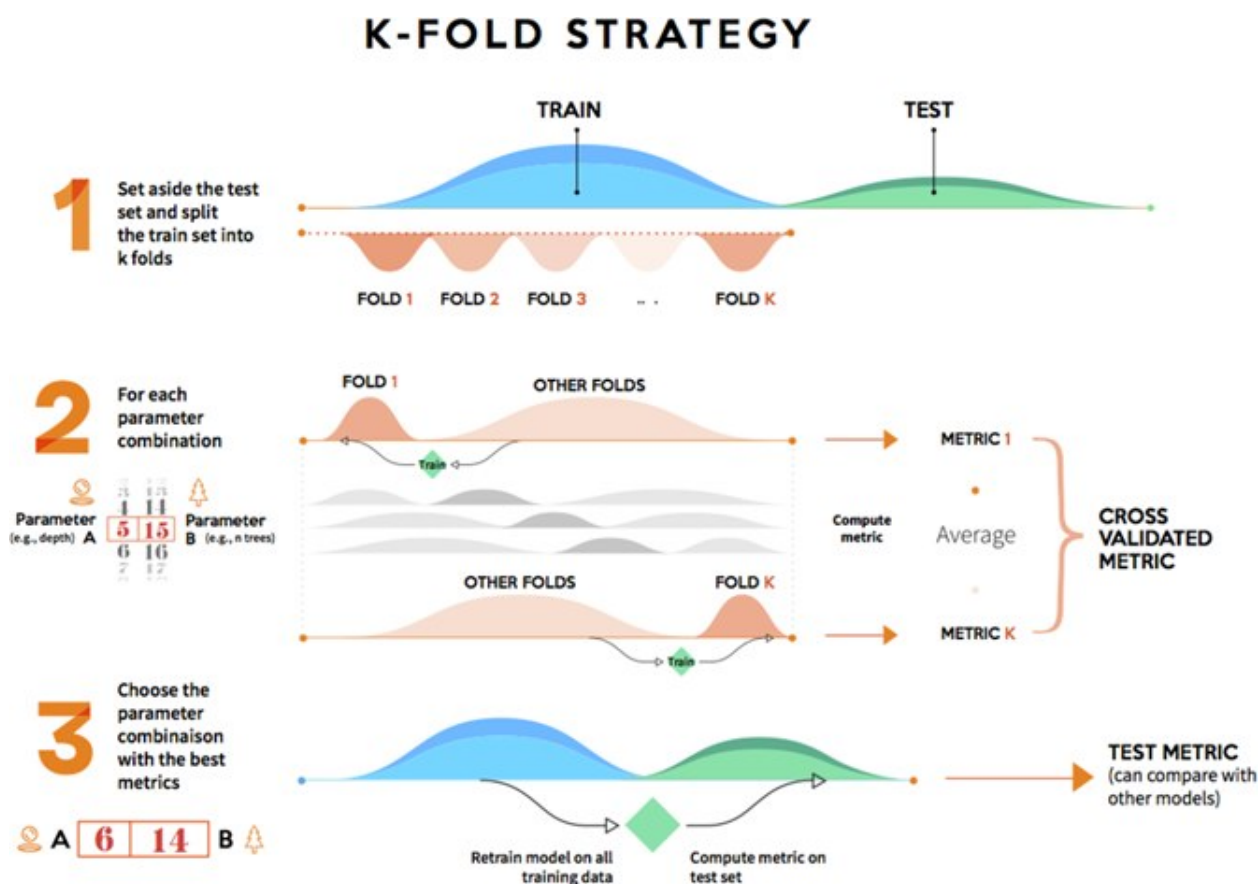 K-FOLD STRATEGY
TRAIN
TEST
1
Set aside the test
set and split
the train set into
k folds
FOLD 1
FOLD 2
FOLD 3
.. .
FOLD K
2
For each
parameter
combination
FOLD 1
OTHER FOLDS
Train
METRIC 1
Parameter
(e.g., depth) A
5 15
6 16
Parameter
B (e.g., n trees)
Compute
metric
Average
CROSS
VALIDATED
METRIC
OTHER FOLDS
FOLD K
Train
METRIC K
3
Choose the
parameter
combinaison
with the best
metrics
A 6 14 B
Retrain model on all
training data
Compute metric on
test set
TEST METRIC
(can compare with
other models)